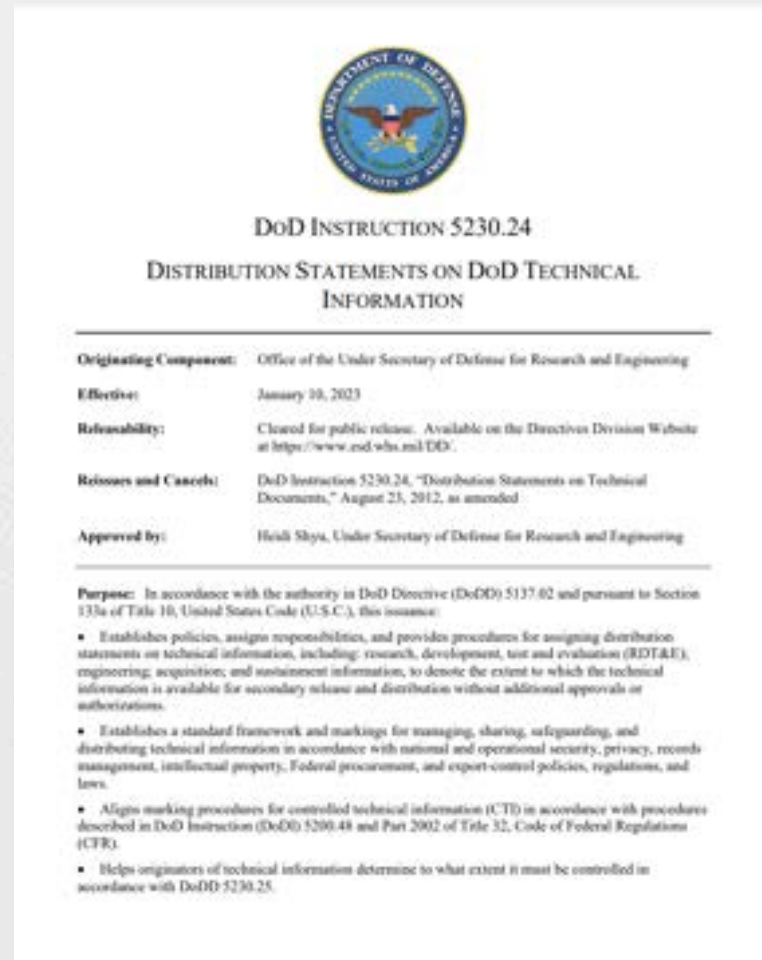 DEPARTMENT OF DEFENSE
UNITED STATES OF AMERICA
DOD INSTRUCTION 5230.24
DISTRIBUTION STATEMENTS ON DOD TECHNICAL
INFORMATION
Originating Component: Office of the Under Secretary of Defense for Research and Engineering
Effective: January 10, 2023
Releasability: Cleared for public release. Available on the Directives Division Website
at https://www.esd.whs.mil/DD/.
Reissues and Cancels: DoD Instruction 5230.24, “Distribution Statements on Technical
Documents,” August 23, 2012, as amended
Approved by: Heidi Shyu, Under Secretary of Defense for Research and Engineering
Purpose: In accordance with the authority in DoD Directive (DoDD) 5137.02 and pursuant to Section
133a of Title 10, United States Code (U.S.C.), this issuance:
• Establishes policies, assigns responsibilities, and provides procedures for assigning distribution
statements on technical information, including: research, development, test and evaluation (RDT&E);
engineering; acquisition; and sustainment information, to denote the extent to which the technical
information is available for secondary release and distribution without additional approvals or
authorizations.
• Establishes a standard framework and markings for managing, sharing, safeguarding, and
distributing technical information in accordance with national and operational security, privacy, records
management, intellectual property, Federal procurement, and export-control policies, regulations, and
laws.
• Aligns marking procedures for controlled technical information (CTI) in accordance with procedures
described in DoD Instruction (DoDI) 5200.48 and Part 2002 of Title 32, Code of Federal Regulations
(CFR).
• Helps originators of technical information determine to what extent it must be controlled in
accordance with DoDD 5230.25.